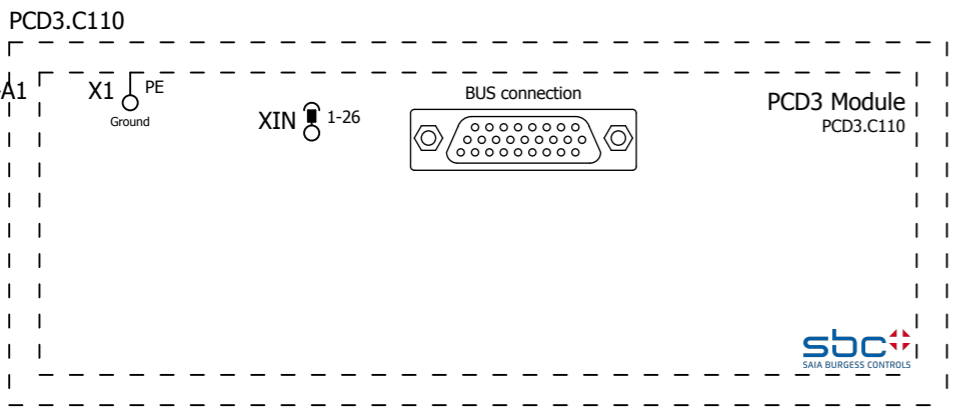 PCD3.C110
-A1
X1
PE
Ground
XIN
1-26
BUS connection
PCD3 Module
PCD3.C110
sbc
SAIA BURGESS CONTROLS